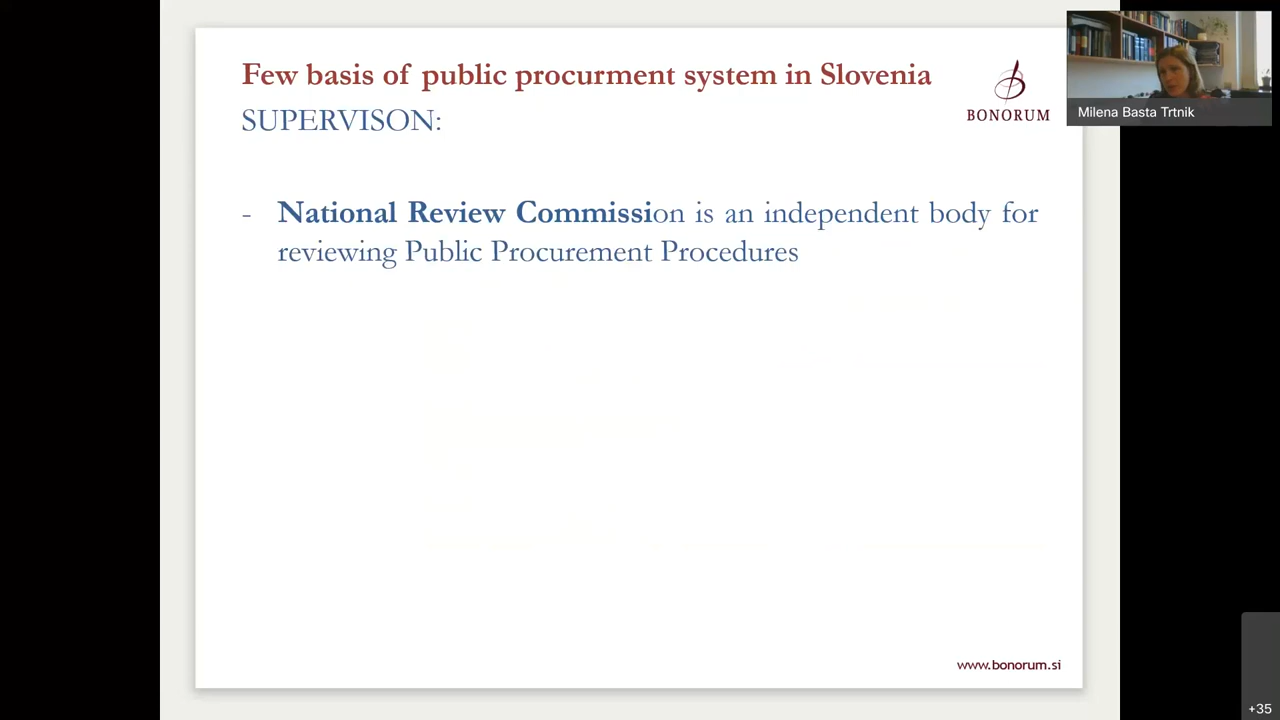 Few basis of public procurment system in Slovenia
SUPERVISON:
BONORUM
Milena Basta Trtnik
- National Review Commission is an independent body for
reviewing Public Procurement Procedures
www.bonorum.si
+35